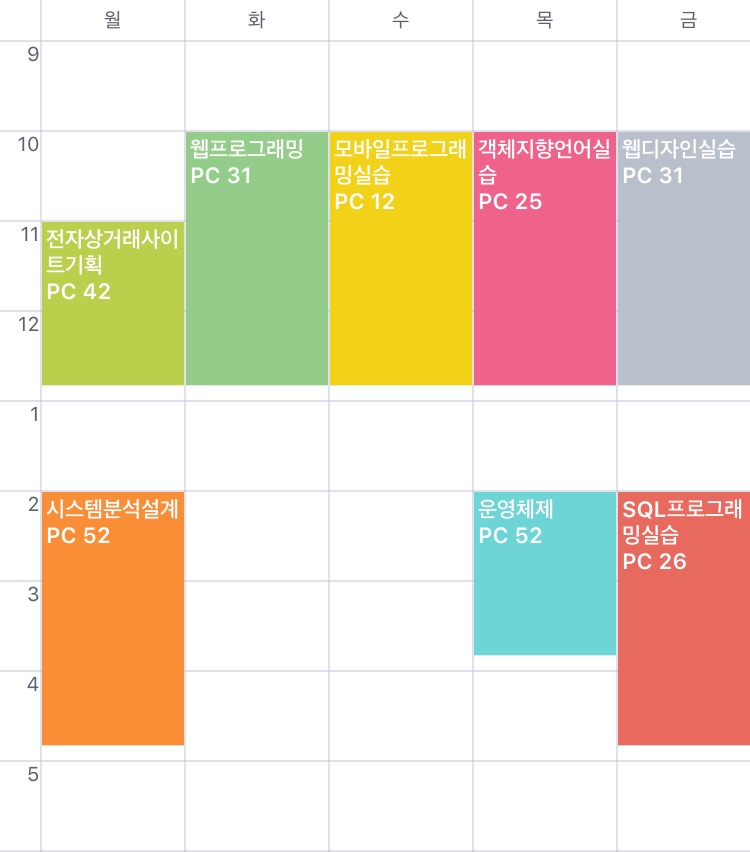 월 화 수 목 금
9
10
웹프로그래밍
PC 31
모바일프로그래
밍실습
PC 12
객체지향언어실
습
PC 25
웹디자인실습
PC 31
11
전자상거래사이
트기획
PC 42
12
1
2
시스템분석설계
PC 52
운영체제
PC 52
SQL프로그래
밍실습
PC 26
3
4
5